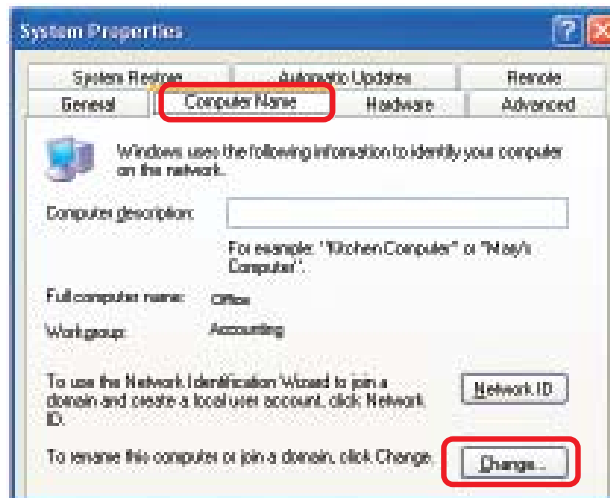 System Properties
System Restore Automatic Updates Remote
General Computer Name Hardware Advanced
Windows uses the following information to identify your computer
on the network.
Computer description:
For example: "Kitchen Computer" or "Mary's
Computer".
Full computer name: Office
Workgroup: Accounting
To use the Network Identification Wizard to join a
domain and create a local user account, click Network
ID.
Network ID
To rename this computer or join a domain, click Change.
Change...